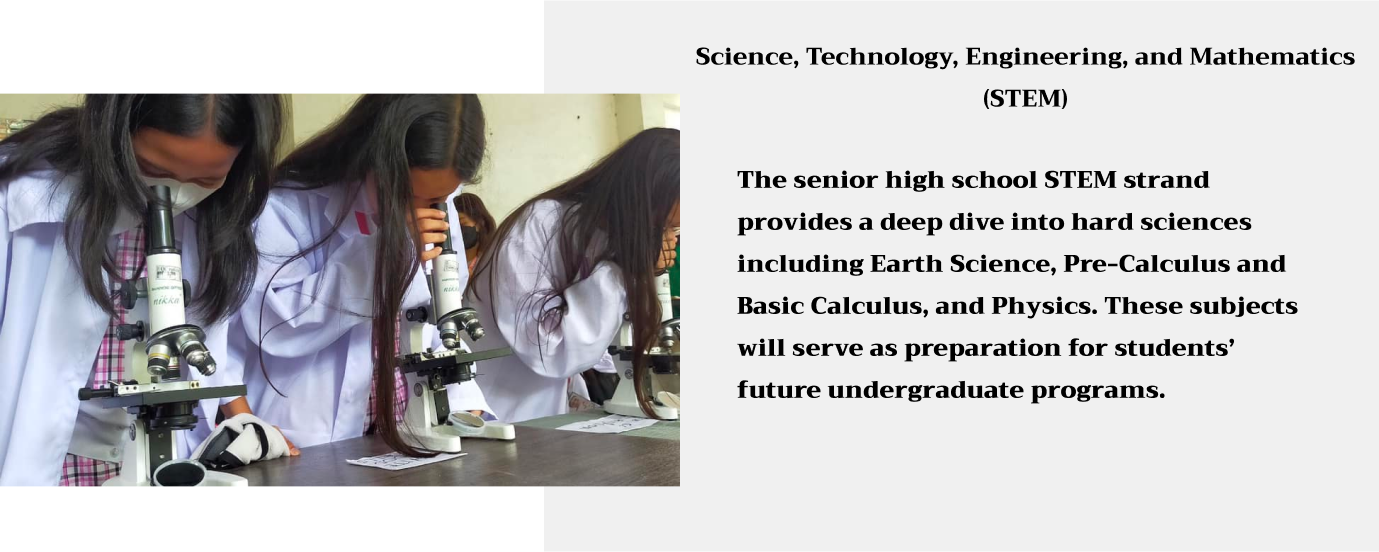 Science, Technology, Engineering, and Mathematics
(STEM)
The senior high school STEM strand
provides a deep dive into hard sciences
including Earth Science, Pre-Calculus and
Basic Calculus, and Physics. These subjects
will serve as preparation for students’
future undergraduate programs.
nikka
nikka